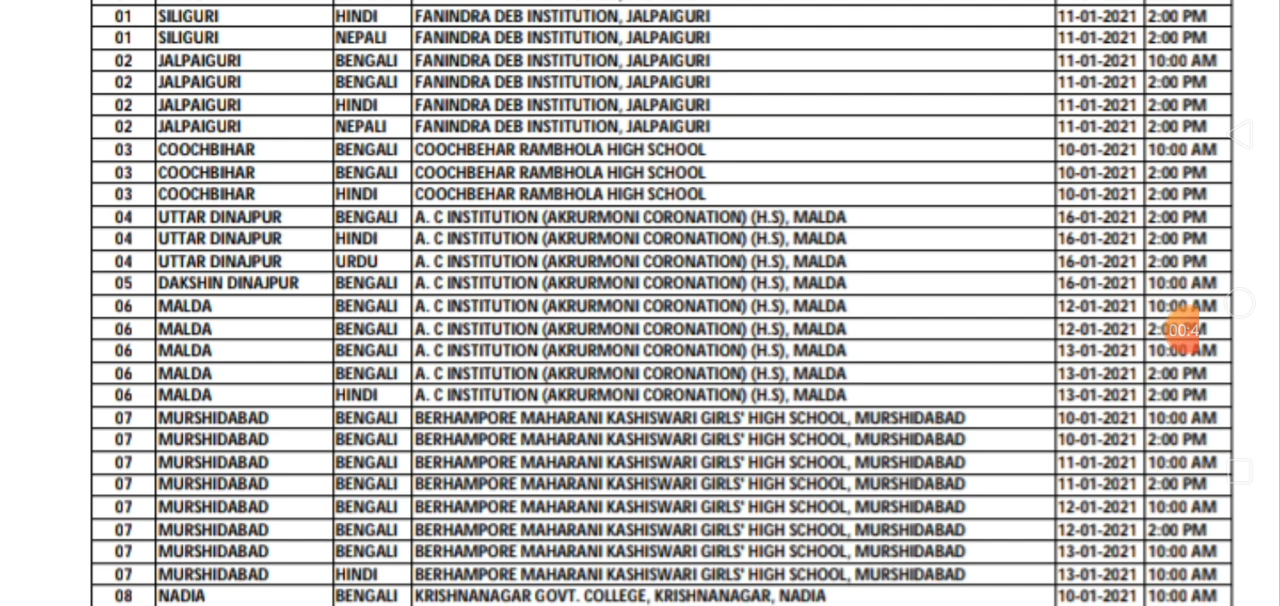 01 SILIGURI HINDI FANINDRA DEB INSTITUTION, JALPAIGURI 11-01-2021 2:00 PM
01 SILIGURI NEPALI FANINDRA DEB INSTITUTION, JALPAIGURI 11-01-2021 2:00 PM
02 JALPAIGURI BENGALI FANINDRA DEB INSTITUTION, JALPAIGURI 11-01-2021 10:00 AM
02 JALPAIGURI BENGALI FANINDRA DEB INSTITUTION, JALPAIGURI 11-01-2021 2:00 PM
02 JALPAIGURI HINDI FANINDRA DEB INSTITUTION, JALPAIGURI 11-01-2021 2:00 PM
02 JALPAIGURI NEPALI FANINDRA DEB INSTITUTION, JALPAIGURI 11-01-2021 2:00 PM
03 COOCHBIHAR BENGALI COOCHBEHAR RAMBHOLA HIGH SCHOOL 10-01-2021 10:00 AM
03 COOCHBIHAR BENGALI COOCHBEHAR RAMBHOLA HIGH SCHOOL 10-01-2021 2:00 PM
03 COOCHBIHAR HINDI COOCHBEHAR RAMBHOLA HIGH SCHOOL 10-01-2021 2:00 PM
04 UTTAR DINAJPUR BENGALI A. C INSTITUTION (AKRURMONI CORONATION) (H.S), MALDA 16-01-2021 2:00 PM
04 UTTAR DINAJPUR HINDI A. C INSTITUTION (AKRURMONI CORONATION) (H.S), MALDA 16-01-2021 2:00 PM
04 UTTAR DINAJPUR URDU A. C INSTITUTION (AKRURMONI CORONATION) (H.S), MALDA 16-01-2021 2:00 PM
05 DAKSHIN DINAJPUR BENGALI A. C INSTITUTION (AKRURMONI CORONATION) (H.S), MALDA 16-01-2021 10:00 AM
06 MALDA BENGALI A. C INSTITUTION (AKRURMONI CORONATION) (H.S), MALDA 12-01-2021 10:00 AM
06 MALDA BENGALI A. C INSTITUTION (AKRURMONI CORONATION) (H.S), MALDA 12-01-2021 00:4
06 MALDA BENGALI A. C INSTITUTION (AKRURMONI CORONATION) (H.S), MALDA 13-01-2021 10:00 AM
06 MALDA BENGALI A. C INSTITUTION (AKRURMONI CORONATION) (H.S), MALDA 13-01-2021 2:00 PM
06 MALDA HINDI A. C INSTITUTION (AKRURMONI CORONATION) (H.S), MALDA 13-01-2021 2:00 PM
07 MURSHIDABAD BENGALI BERHAMPORE MAHARANI KASHISWARI GIRLS' HIGH SCHOOL, MURSHIDABAD 10-01-2021 10:00 AM
07 MURSHIDABAD BENGALI BERHAMPORE MAHARANI KASHISWARI GIRLS' HIGH SCHOOL, MURSHIDABAD 10-01-2021 2:00 PM
07 MURSHIDABAD BENGALI BERHAMPORE MAHARANI KASHISWARI GIRLS' HIGH SCHOOL, MURSHIDABAD 11-01-2021 10:00 AM
07 MURSHIDABAD BENGALI BERHAMPORE MAHARANI KASHISWARI GIRLS' HIGH SCHOOL, MURSHIDABAD 11-01-2021 2:00 PM
07 MURSHIDABAD BENGALI BERHAMPORE MAHARANI KASHISWARI GIRLS' HIGH SCHOOL, MURSHIDABAD 12-01-2021 10:00 AM
07 MURSHIDABAD BENGALI BERHAMPORE MAHARANI KASHISWARI GIRLS' HIGH SCHOOL, MURSHIDABAD 12-01-2021 2:00 PM
07 MURSHIDABAD BENGALI BERHAMPORE MAHARANI KASHISWARI GIRLS' HIGH SCHOOL, MURSHIDABAD 13-01-2021 10:00 AM
07 MURSHIDABAD HINDI BERHAMPORE MAHARANI KASHISWARI GIRLS' HIGH SCHOOL, MURSHIDABAD 13-01-2021 10:00 AM
08 NADIA BENGALI KRISHNANAGAR GOVT. COLLEGE, KRISHNANAGAR, NADIA 10-01-2021 10:00 AM